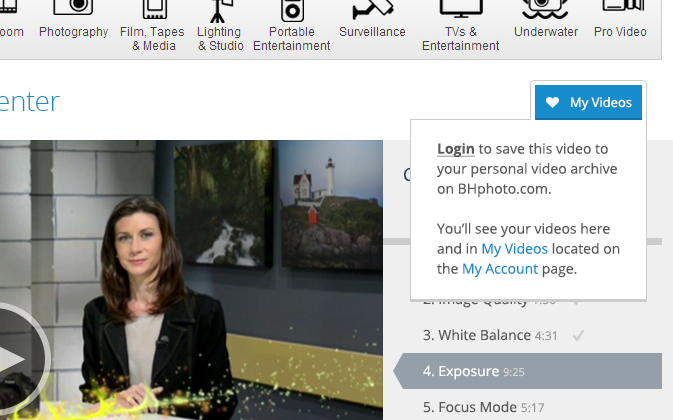 oom
Photography
Film, Tapes
& Media
Lighting
& Studio
Portable
Entertainment
Surveillance
TVs &
Entertainment
Underwater
Pro Video
enter
My Videos
Login to save this video to
your personal video archive
on BHphoto.com.
You'll see your videos here
and in My Videos located on
the My Account page.
2. Image Quality
3. White Balance 4:31
4. Exposure 9:25
5. Focus Mode 5:17